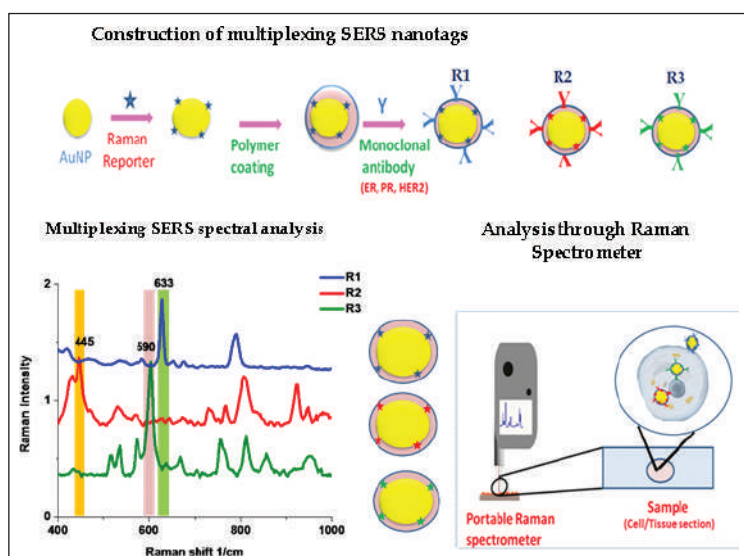 Construction of multiplexing SERS nanotags
R1
R2
R3
AuNP
Raman
Reporter
Polymer
coating
Monoclonal
antibody
(ER, PR, HER2)
Multiplexing SERS spectral analysis
Analysis through Raman
Spectrometer
633
R1
R2
R3
445
590
2
1
0
Raman Intensity
400
600
800
1000
Raman shift 1/cm
Portable Raman
spectrometer
Sample
(Cell/Tissue section)